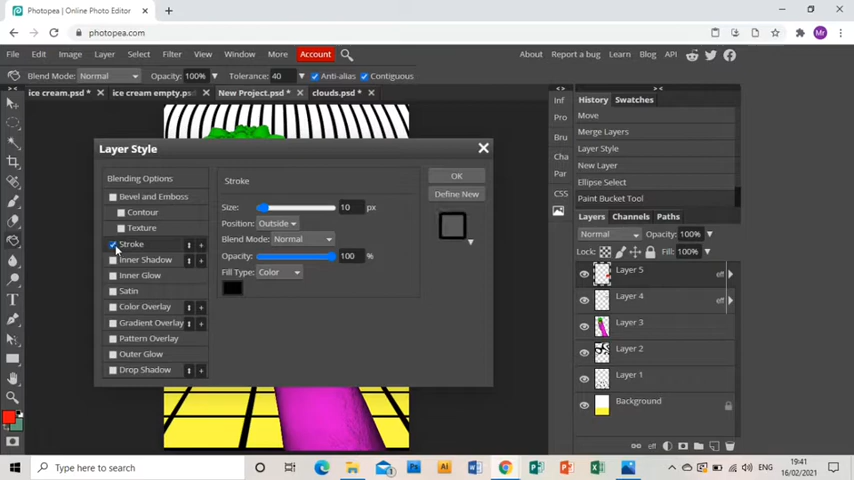 Photopea | Online Photo Editor
photopea.com
Mr
File Edit Image Layer Select Filter View Window More Account About Report a bug Learn Blog API
Blend Mode: Normal Opacity: 100% Tolerance: 40 Anti-alias Contiguous
ice cream.psd * ice cream empty.psd New Project.psd * clouds.psd *
Layer Style
Blending Options
Bevel and Emboss
Contour
Texture
Stroke
Inner Shadow
Inner Glow
Satin
Color Overlay
Gradient Overlay
Pattern Overlay
Outer Glow
Drop Shadow
Stroke
Size: 10 px
Position: Outside
Blend Mode: Normal
Opacity: 100 %
Fill Type: Color
OK
Define New
Inf
Pro
Bru
Cha
Par
CSS
History Swatches
Move
Merge Layers
Layer Style
New Layer
Ellipse Select
Paint Bucket Tool
Layers Channels Paths
Normal Opacity: 100%
Lock: Fill: 100%
Layer 5 eff
Layer 4 eff
Layer 3
Layer 2
Layer 1
Background
eff
Type here to search
ENG
19:41
16/02/2021